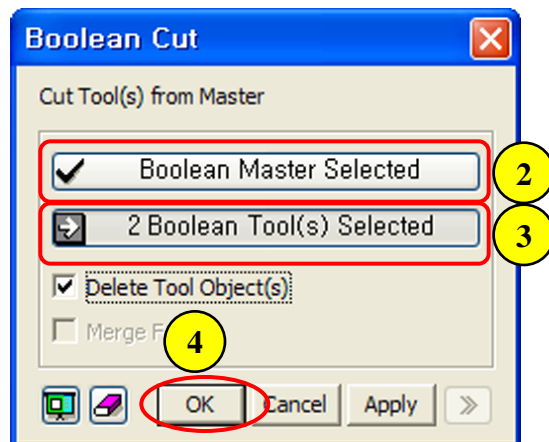 Boolean Cut
Cut Tool(s) from Master
Boolean Master Selected
2
2 Boolean Tool(s) Selected
3
Delete Tool Object(s)
Merge
4
OK Cancel Apply